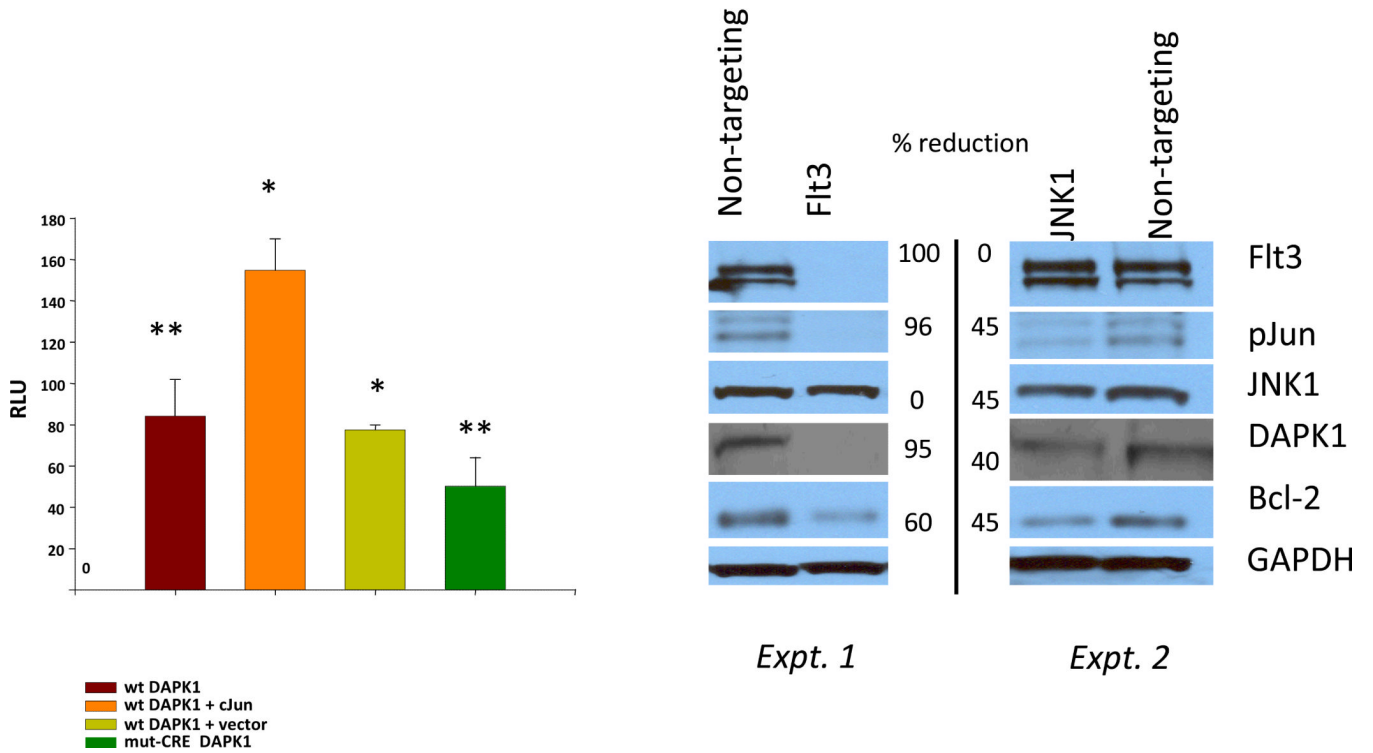 *
**
*
**
RLU
180
160
140
120
100
80
60
40
20
0
wt DAPK1
wt DAPK1 + cJun
wt DAPK1 + vector
mut-CRE DAPK1
Non-targeting
Flt3
% reduction
JNK1
Non-targeting
100
0
Flt3
96
45
pJun
0
45
JNK1
95
40
DAPK1
60
45
Bcl-2
GAPDH
Expt. 1
Expt. 2